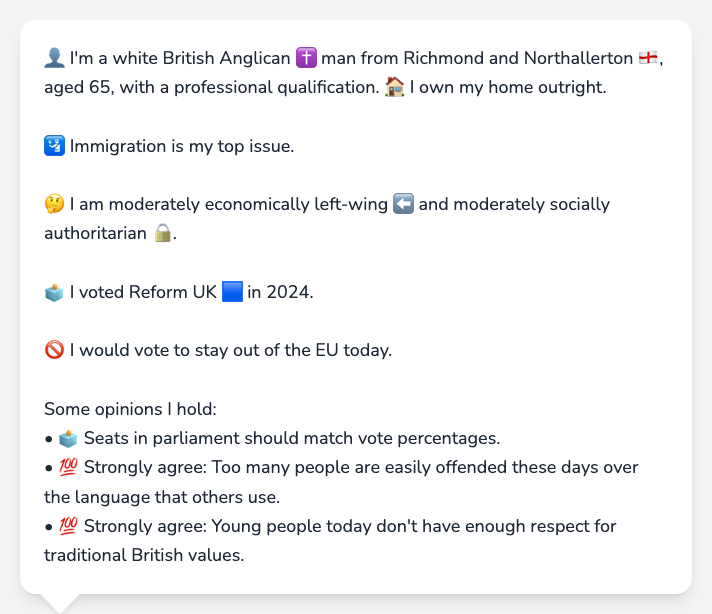 👤 I'm a white British Anglican ✝️ man from Richmond and Northallerton 🏴󠁧󠁢󠁥󠁮󠁧󠁿,
aged 65, with a professional qualification. 🏠 I own my home outright.
🛂 Immigration is my top issue.
🤔 I am moderately economically left-wing ⬅️ and moderately socially
authoritarian 🔒.
🗳️ I voted Reform UK 🟦 in 2024.
🚫 I would vote to stay out of the EU today.
Some opinions I hold:
• 🗳️ Seats in parliament should match vote percentages.
• 💯 Strongly agree: Too many people are easily offended these days over
the language that others use.
• 💯 Strongly agree: Young people today don't have enough respect for
traditional British values.